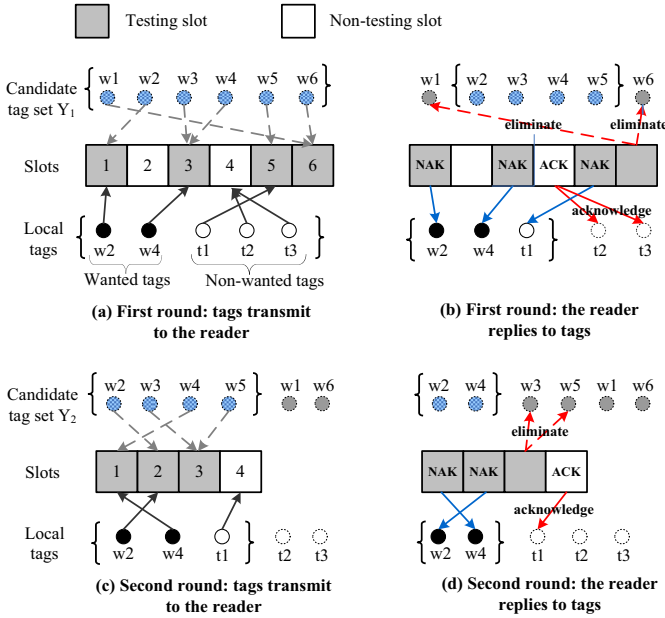 Testing slot
Non-testing slot
Candidate tag set Y1
{ w1 w2 w3 w4 w5 w6 }
Slots
1 2 3 4 5 6
Local tags
{ w2 w4 t1 t2 t3 }
Wanted tags Non-wanted tags
(a) First round: tags transmit
to the reader
w1 { w2 w3 w4 w5 } w6
eliminate eliminate
NAK NAK ACK NAK
acknowledge
{ w2 w4 t1 } t2 t3
(b) First round: the reader
replies to tags
Candidate
tag set Y2
{ w2 w3 w4 w5 } w1 w6
Slots
1 2 3 4
Local
tags
{ w2 w4 t1 } t2 t3
(c) Second round: tags transmit
to the reader
{ w2 w4 } w3 w5 w1 w6
eliminate
NAK NAK ACK
acknowledge
{ w2 w4 } t1 t2 t3
(d) Second round: the reader
replies to tags